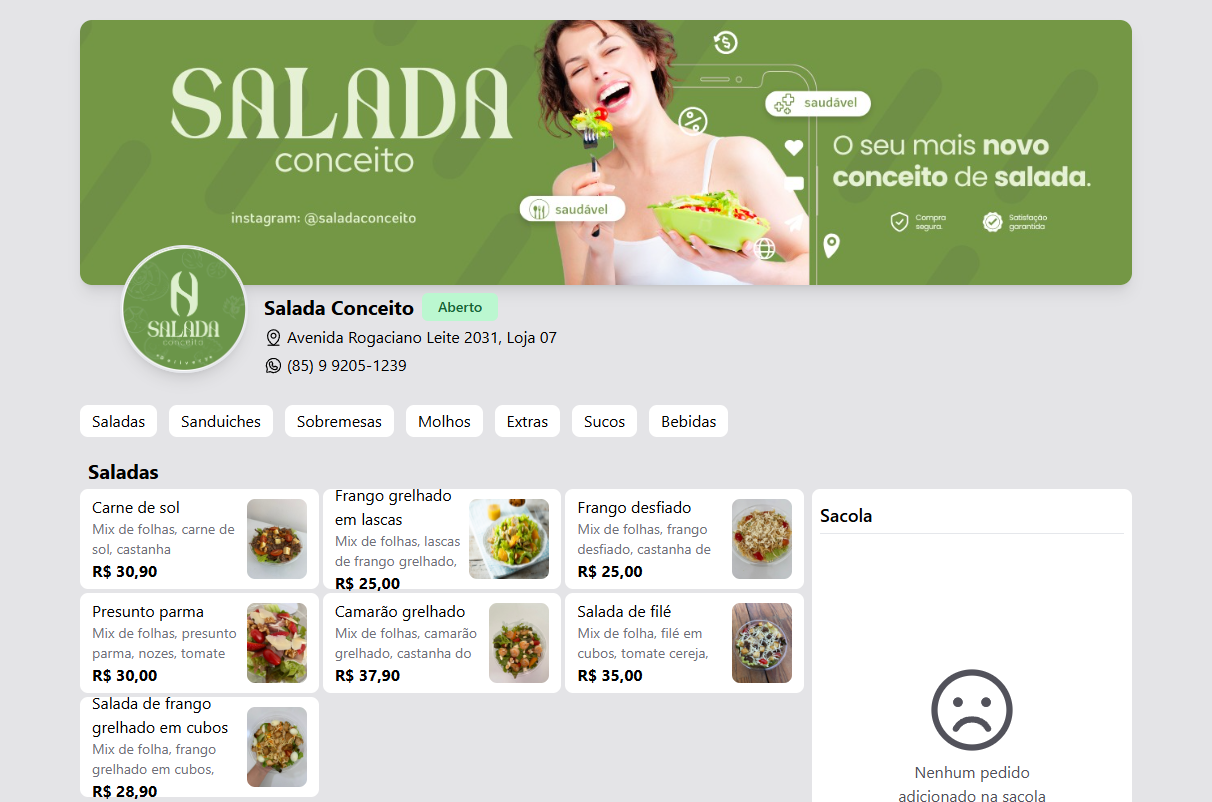 SALADA
conceito
instagram: @saladaconceito
saudável
saudável
O seu mais novo
conceito de salada.
Compra
segura.
Satisfação
garantida
SALADA
conceito
Salada Conceito
Aberto
Avenida Rogaciano Leite 2031, Loja 07
(85) 9 9205-1239
Saladas
Sanduiches
Sobremesas
Molhos
Extras
Sucos
Bebidas
Saladas
Carne de sol
Mix de folhas, carne de
sol, castanha
R$ 30,90
Frango grelhado
em lascas
Mix de folhas, lascas
de frango grelhado,
R$ 25,00
Frango desfiado
Mix de folhas, frango
desfiado, castanha de
R$ 25,00
Presunto parma
Mix de folhas, presunto
parma, nozes, tomate
R$ 30,00
Camarão grelhado
Mix de folhas, camarão
grelhado, castanha do
R$ 37,90
Salada de filé
Mix de folha, filé em
cubos, tomate cereja,
R$ 35,00
Salada de frango
grelhado em cubos
Mix de folha, frango
grelhado em cubos,
R$ 28,90
Sacola
Nenhum pedido
adicionado na sacola